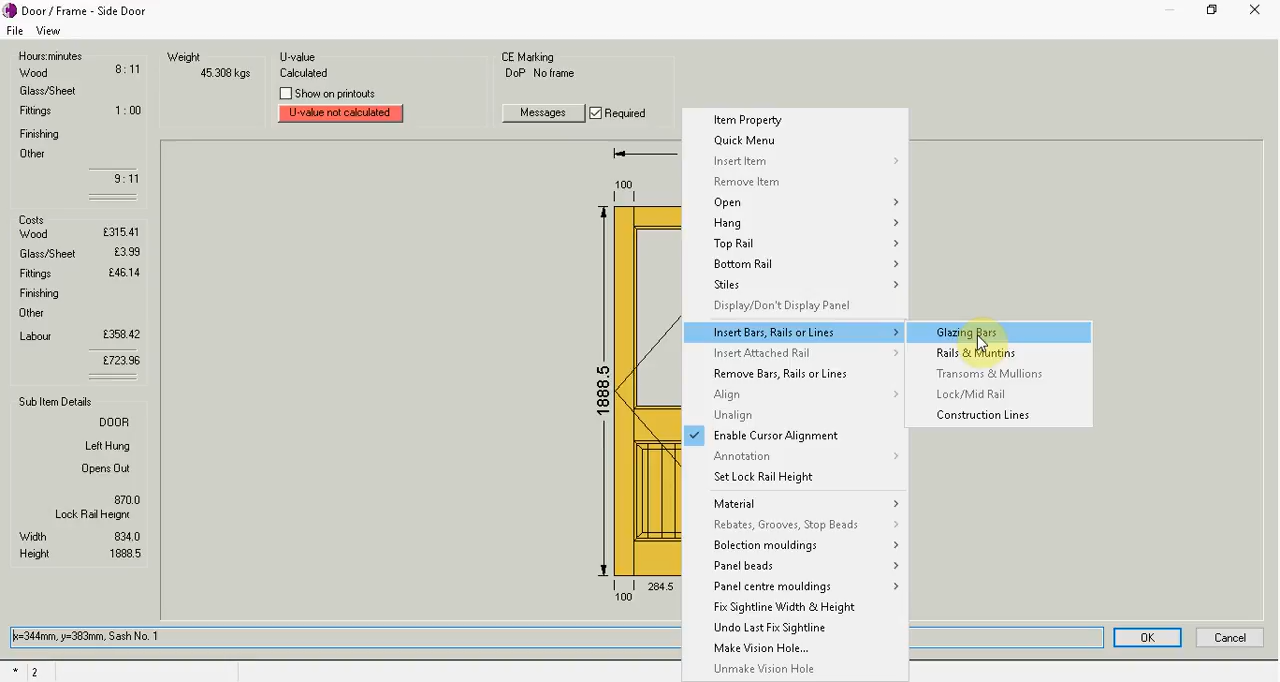 Door / Frame - Side Door
File View
Hours:minutes
Wood 8 : 11
Glass/Sheet
Fittings 1 : 00
Finishing
Other
9 : 11
Costs
Wood £315.41
Glass/Sheet £3.99
Fittings £46.14
Finishing
Other
Labour £358.42
£723.96
Sub Item Details
DOOR
Left Hung
Opens Out
870.0
Lock Rail Height
Width 834.0
Height 1888.5
Weight
45.308 kgs
U-value
Calculated
Show on printouts
U-value not calculated
CE Marking
DoP No frame
Messages
Required
100
1888.5
100
284.5
Item Property
Quick Menu
Insert Item
Remove Item
Open
Hang
Top Rail
Bottom Rail
Stiles
Display/Don't Display Panel
Insert Bars, Rails or Lines
Insert Attached Rail
Remove Bars, Rails or Lines
Align
Unalign
Enable Cursor Alignment
Annotation
Set Lock Rail Height
Material
Rebates, Grooves, Stop Beads
Bolection mouldings
Panel beads
Panel centre mouldings
Fix Sightline Width & Height
Undo Last Fix Sightline
Make Vision Hole...
Unmake Vision Hole
Glazing Bars
Rails & Muntins
Transoms & Mullions
Lock/Mid Rail
Construction Lines
x=344mm, y=383mm, Sash No. 1
OK
Cancel
* 2